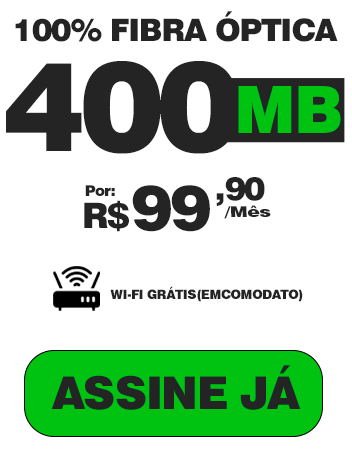 100% FIBRA ÓPTICA
400MB
Por:
R$99,90
/Mês
WI-FI GRÁTIS(EMCOMODATO)
ASSINE JÁ